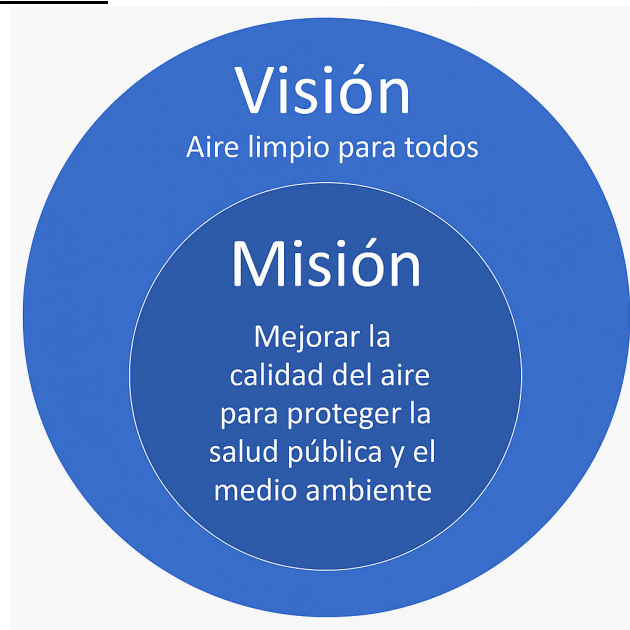 Visión
Aire limpio para todos
Misión
Mejorar la
calidad del aire
para proteger la
salud pública y el
medio ambiente